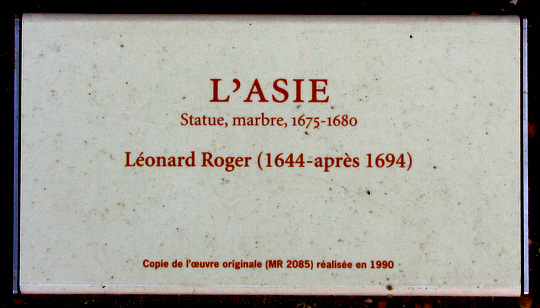 L'ASIE
Statue, marbre, 1675-1680
Léonard Roger (1644-après 1694)
Copie de l'œuvre originale (MR 2085) réalisée en 1990